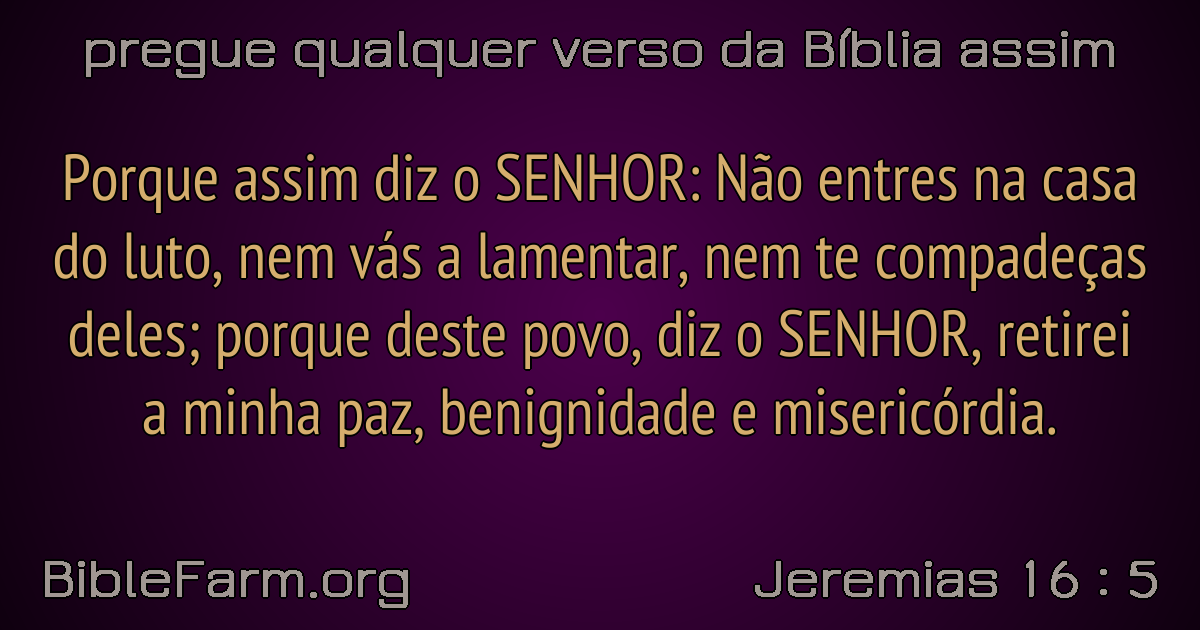 pregue qualquer verso da Bíblia assim
Porque assim diz o SENHOR: Não entres na casa
do luto, nem vás a lamentar, nem te compadeças
deles; porque deste povo, diz o SENHOR, retirei
a minha paz, benignidade e misericórdia.
BibleFarm.org
Jeremias 16 : 5